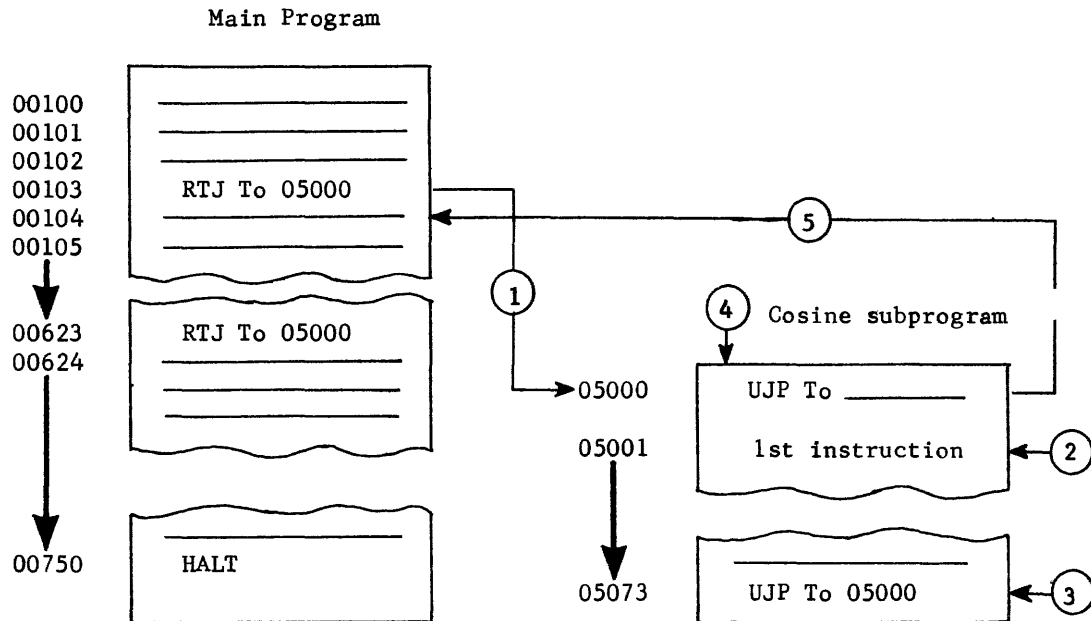 Main Program
00100
00101
00102
00103 RTJ To 05000
00104
00105
1
5
00623 RTJ To 05000
00624
4 Cosine subprogram
05000 UJP To
05001 1st instruction 2
00750 HALT
05073 UJP To 05000 3